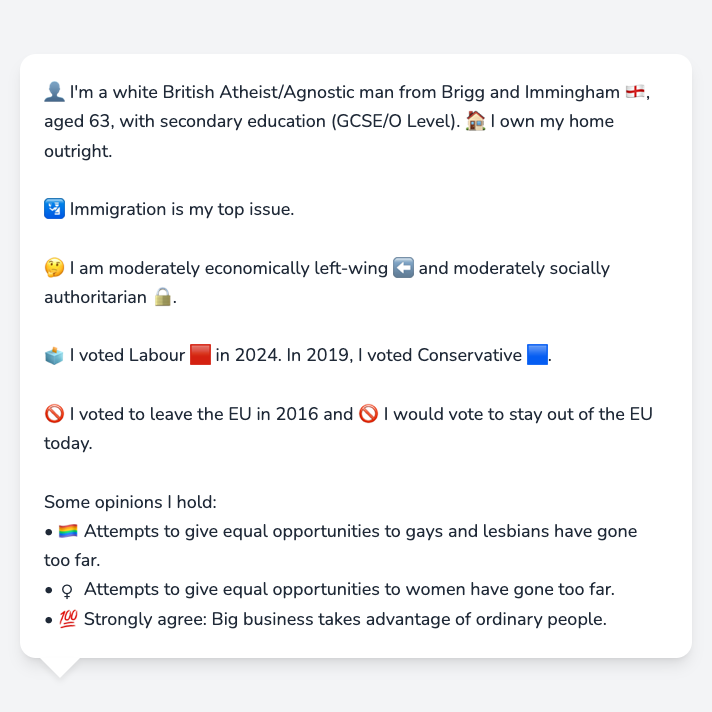 👤 I'm a white British Atheist/Agnostic man from Brigg and Immingham 🏴󠁧󠁢󠁥󠁮󠁧󠁿,
aged 63, with secondary education (GCSE/O Level). 🏠 I own my home
outright.
🛂 Immigration is my top issue.
🤔 I am moderately economically left-wing ⬅️ and moderately socially
authoritarian 🔒.
🗳️ I voted Labour 🟥 in 2024. In 2019, I voted Conservative 🟦.
🚫 I voted to leave the EU in 2016 and 🚫 I would vote to stay out of the EU
today.
Some opinions I hold:
• 🏳️‍🌈 Attempts to give equal opportunities to gays and lesbians have gone
too far.
• ♀ Attempts to give equal opportunities to women have gone too far.
• 💯 Strongly agree: Big business takes advantage of ordinary people.